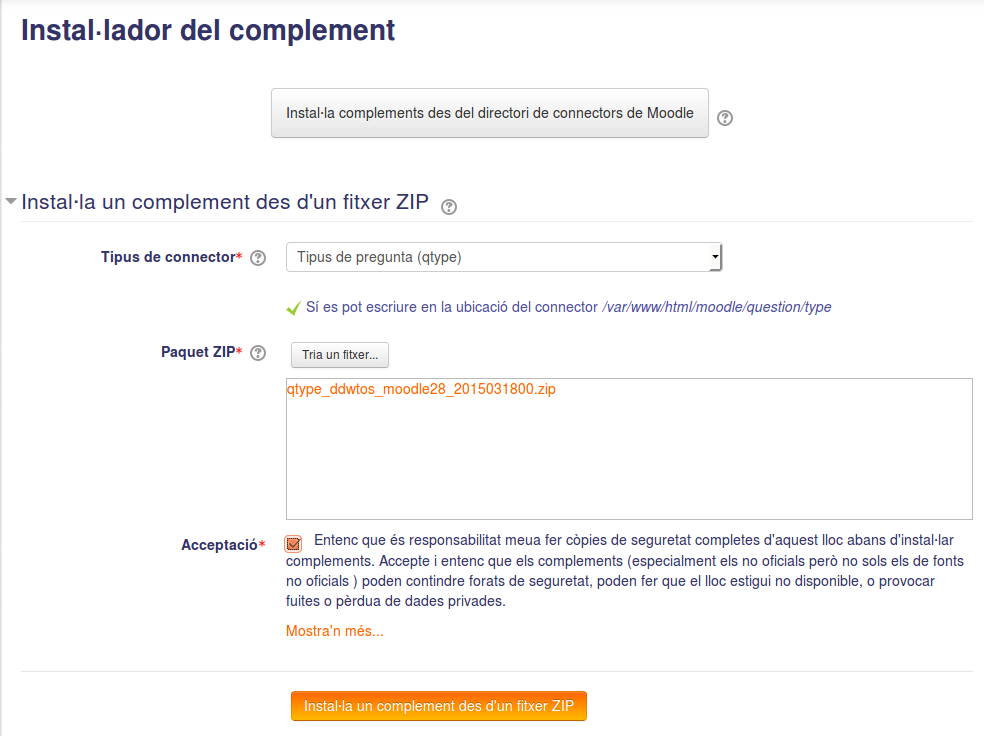 Instal·lador del complement
Instal·la complements des del directori de connectors de Moodle
Instal·la un complement des d'un fitxer ZIP
Tipus de connector* Tipus de pregunta (qtype)
Sí es pot escriure en la ubicació del connector /var/www/html/moodle/question/type
Paquet ZIP* Tria un fitxer...
qtype_ddwtos_moodle28_2015031800.zip
Acceptació* Entenc que és responsabilitat meua fer còpies de seguretat completes d'aquest lloc abans d'instal·lar
complements. Accepte i entenc que els complements (especialment els no oficials però no sols els de fonts
no oficials ) poden contindre forats de seguretat, poden fer que el lloc estigui no disponible, o provocar
fuites o pèrdua de dades privades.
Mostra'n més...
Instal·la un complement des d'un fitxer ZIP